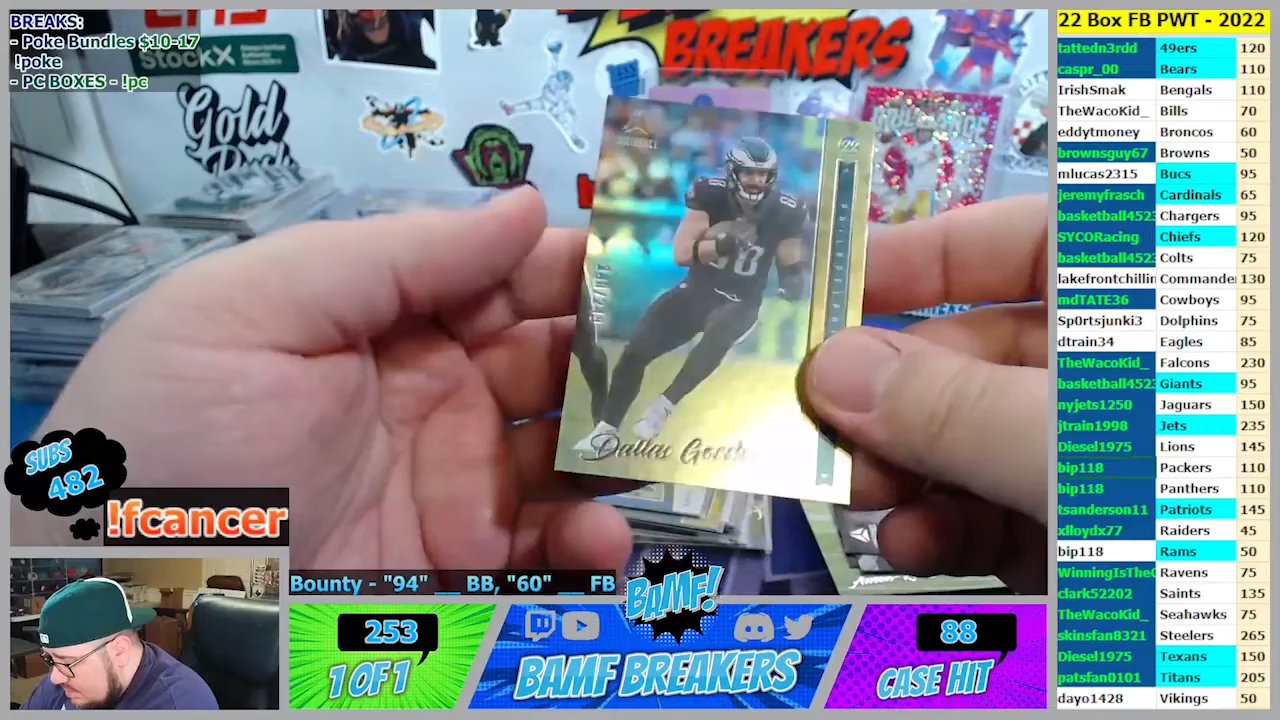 BREAKS:
- Poke Bundles $10-17
!poke
- PC BOXES - !pc
StockX
Gold
BREAKERS
88
Dallas
SUBS
482
!fcancer
Bounty - "94" __ BB, "60" __ FB
BAMF!
253
1 OF 1
BAMF BREAKERS
88
CASE HIT
22 Box FB PWT - 2022
tattedn3rdd 49ers 120
caspr_00 Bears 110
IrishSmak Bengals 110
TheWacoKid_ Bills 70
eddytmoney Broncos 60
brownsguy67 Browns 50
mlucas2315 Bucs 95
jeremyfrasch Cardinals 65
basketball452 Chargers 95
SYCORacing Chiefs 120
basketball452 Colts 75
lakefrontchillin Commande 130
mdTATE36 Cowboys 95
Sp0rtsjunki3 Dolphins 75
dtrain34 Eagles 85
TheWacoKid_ Falcons 230
basketball452 Giants 95
nyjets1250 Jaguars 150
jtrain1998 Jets 235
Diesel1975 Lions 145
bip118 Packers 110
bip118 Panthers 110
tsanderson11 Patriots 145
xlloydx77 Raiders 45
bip118 Rams 50
WinningIsThe Ravens 75
clark52202 Saints 135
TheWacoKid_ Seahawks 75
skinsfan8321 Steelers 265
Diesel1975 Texans 150
patsfan0101 Titans 205
dayo1428 Vikings 50